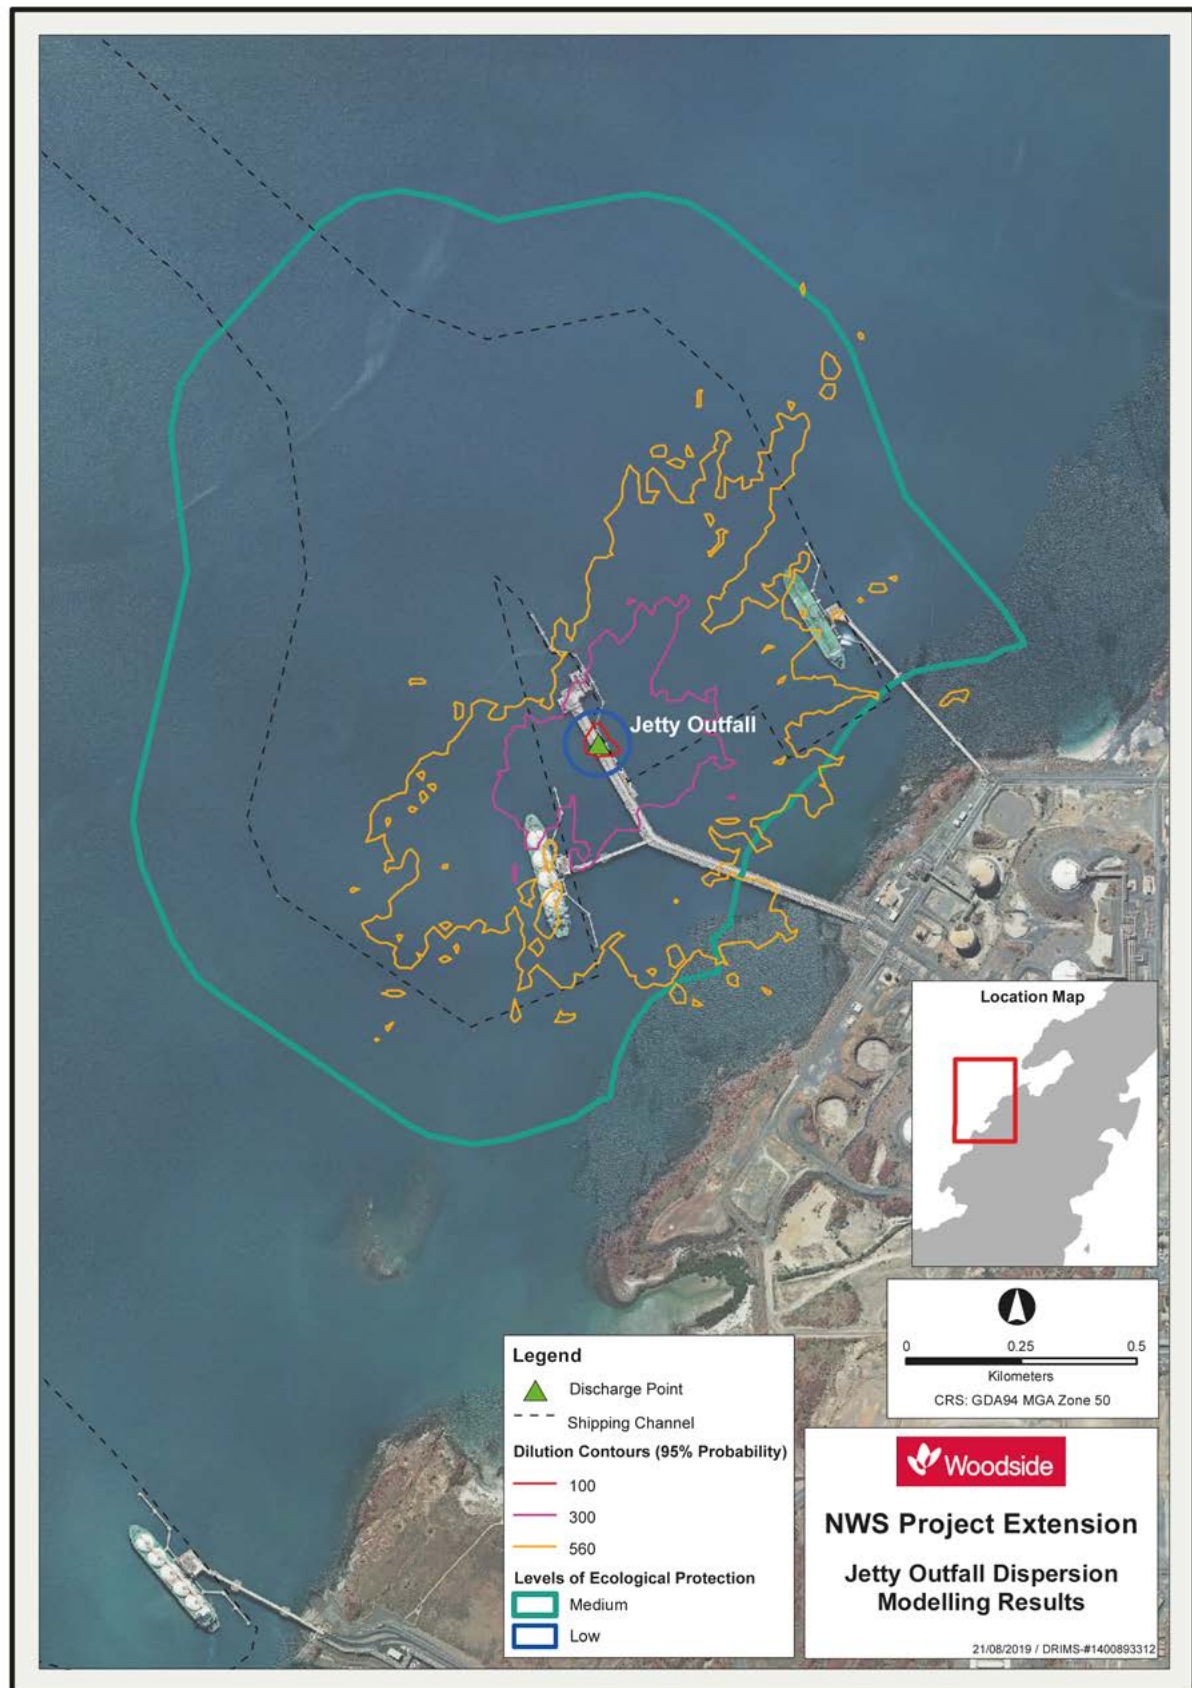 Jetty Outfall
Location Map
0 0.25 0.5
Kilometers
CRS: GDA94 MGA Zone 50
Legend
Discharge Point
Shipping Channel
Dilution Contours (95% Probability)
100
300
560
Levels of Ecological Protection
Medium
Low
Woodside
NWS Project Extension
Jetty Outfall Dispersion
Modelling Results
21/08/2019 / DRIMS-#1400893312